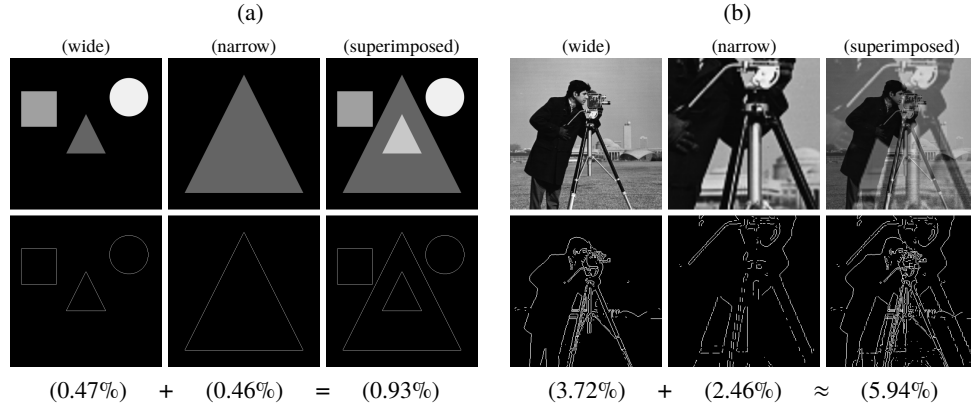 (a)
(wide) (narrow) (superimposed)
(0.47%) + (0.46%) = (0.93%)
(b)
(wide) (narrow) (superimposed)
(3.72%) + (2.46%) ≈ (5.94%)